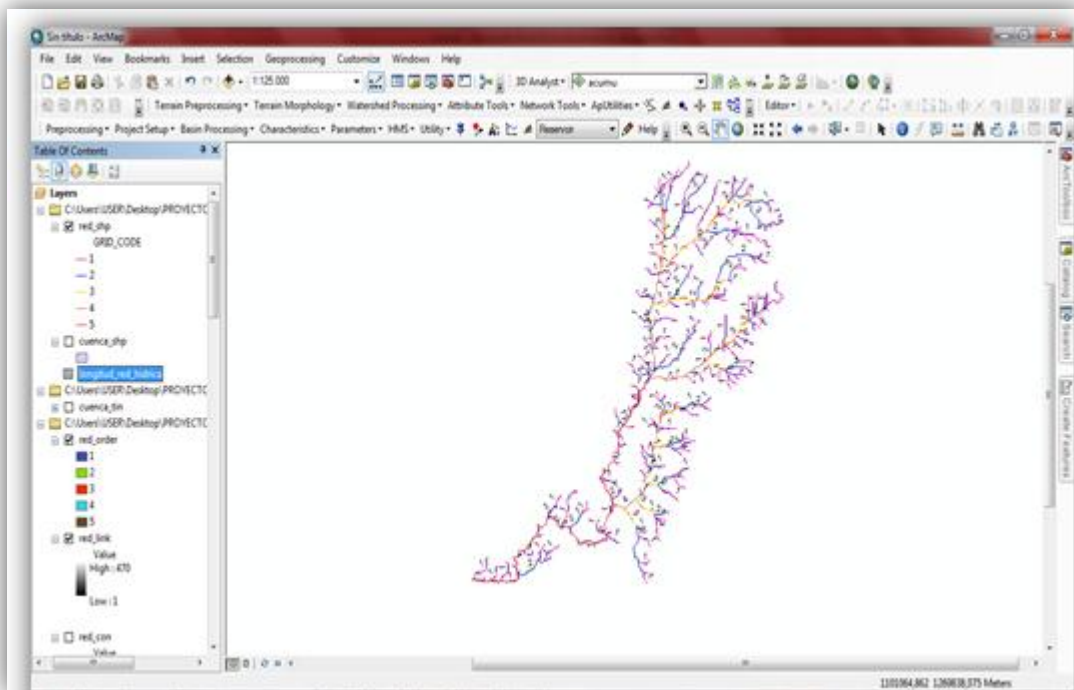 Sin título - ArcMap
File Edit View Bookmarks Insert Selection Geoprocessing Customize Windows Help
1:125.000 3D Analyst acumu
Terrain Preprocessing Terrain Morphology Watershed Processing Attribute Tools Network Tools ApUtilities Editor
Preprocessing Project Setup Basin Processing Characteristics Parameters HMS Utility Reservoir Help
Table Of Contents
Layers
C:\Users\USER\Desktop\PROYECTO
red_shp
GRID_CODE
1
2
3
4
5
cuenca_shp
longitud_red_hidrica
C:\Users\USER\Desktop\PROYECTO
cuenca_tin
C:\Users\USER\Desktop\PROYECTO
red_order
1
2
3
4
5
red_link
Value
High : 470
Low : 1
red_con
Value
ArcToolbox
Catalog
Search
Create Features
1101064,862 1269838,575 Meters